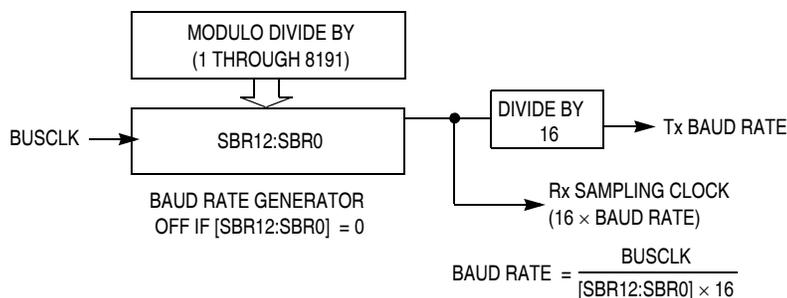 MODULO DIVIDE BY
(1 THROUGH 8191)
BUSCLK
SBR12:SBR0
DIVIDE BY
16
Tx BAUD RATE
BAUD RATE GENERATOR
OFF IF [SBR12:SBR0] = 0
Rx SAMPLING CLOCK
(16 × BAUD RATE)
BAUD RATE =
BUSCLK
[SBR12:SBR0] × 16